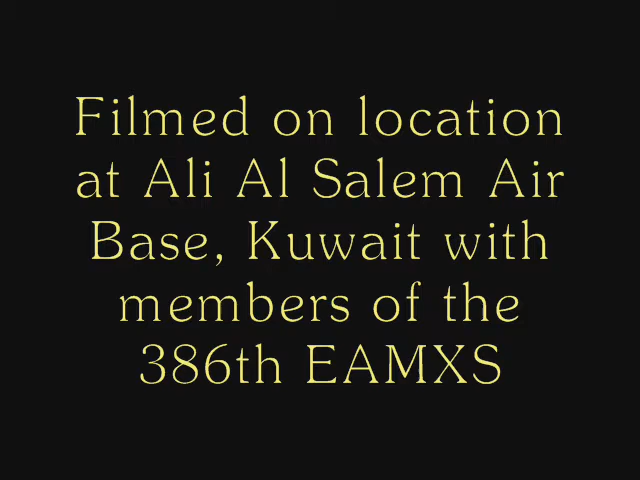 Filmed on location
at Ali Al Salem Air
Base, Kuwait with
members of the
386th EAMXS